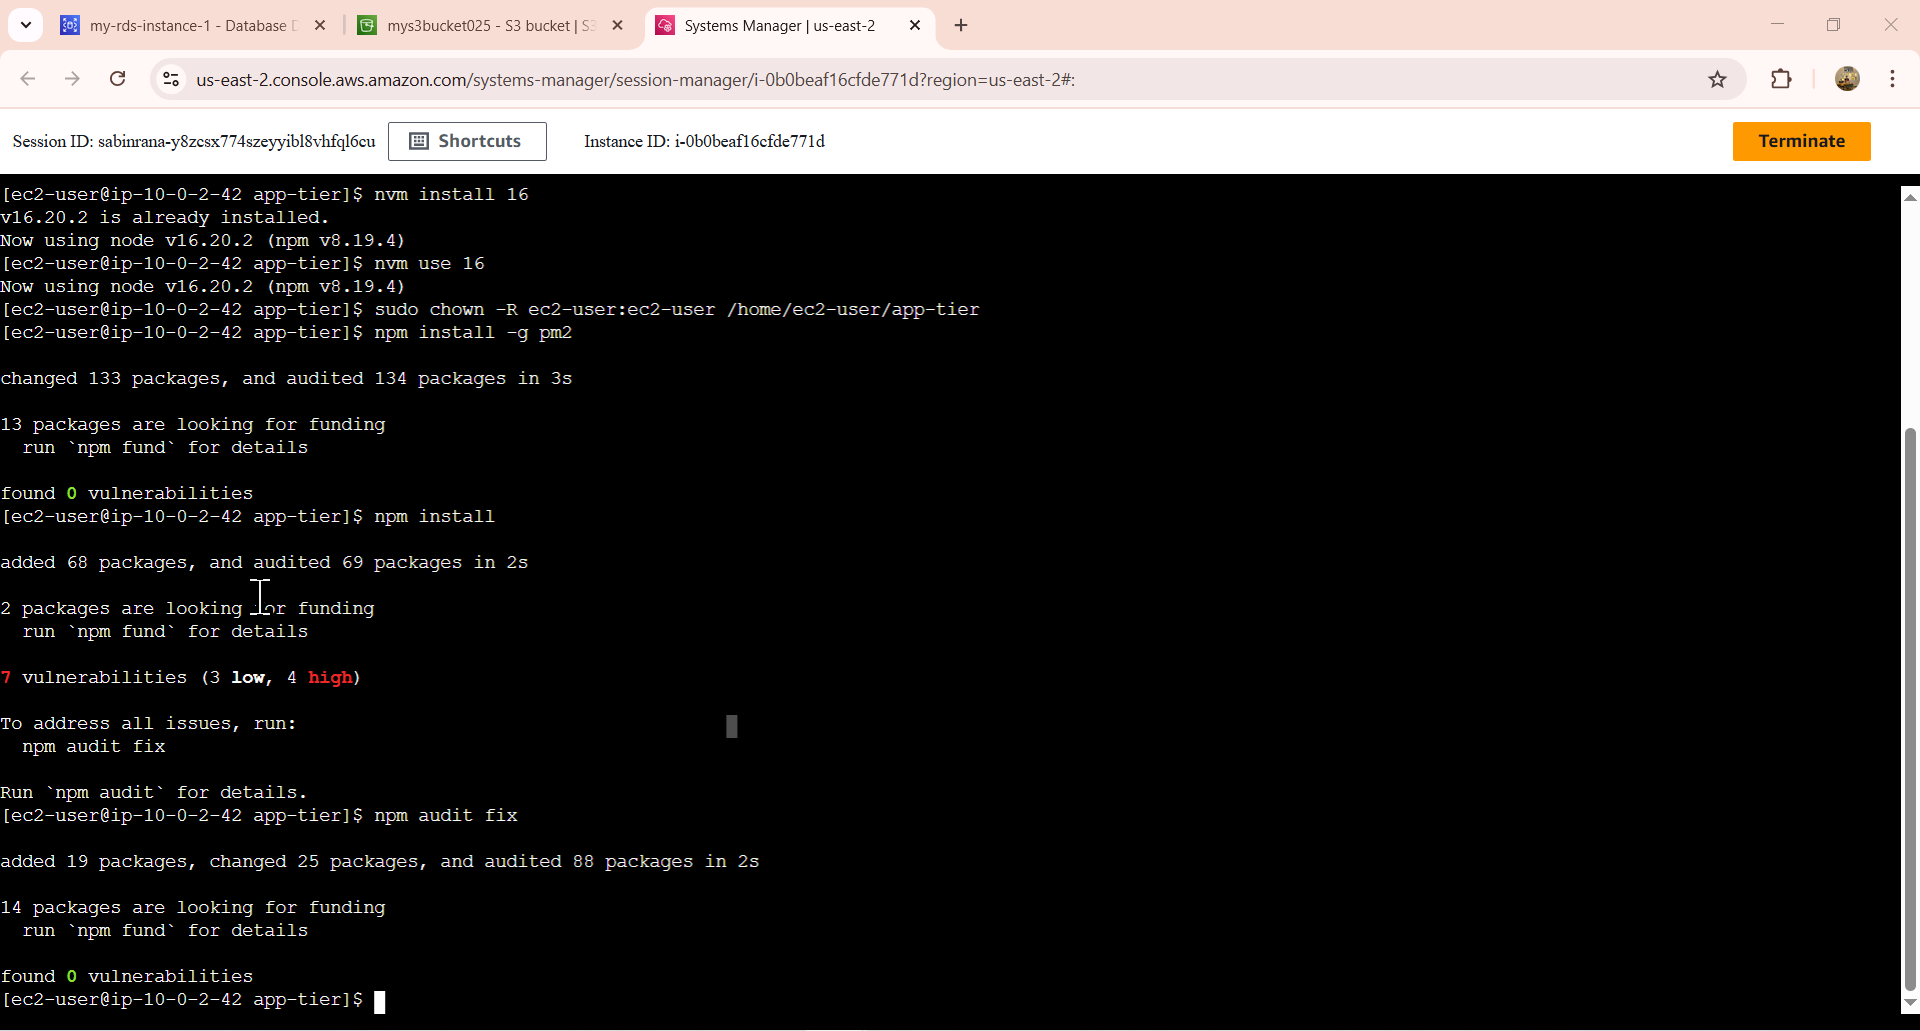 my-rds-instance-1 - Database D
mys3bucket025 - S3 bucket | S3
Systems Manager | us-east-2
us-east-2.console.aws.amazon.com/systems-manager/session-manager/i-0b0beaf16cfde771d?region=us-east-2#:
Session ID: sabinrana-y8zcsx774szeyyibl8vhfql6cu
Shortcuts
Instance ID: i-0b0beaf16cfde771d
Terminate
[ec2-user@ip-10-0-2-42 app-tier]$ nvm install 16
v16.20.2 is already installed.
Now using node v16.20.2 (npm v8.19.4)
[ec2-user@ip-10-0-2-42 app-tier]$ nvm use 16
Now using node v16.20.2 (npm v8.19.4)
[ec2-user@ip-10-0-2-42 app-tier]$ sudo chown -R ec2-user:ec2-user /home/ec2-user/app-tier
[ec2-user@ip-10-0-2-42 app-tier]$ npm install -g pm2
changed 133 packages, and audited 134 packages in 3s
13 packages are looking for funding
run `npm fund` for details
found 0 vulnerabilities
[ec2-user@ip-10-0-2-42 app-tier]$ npm install
added 68 packages, and audited 69 packages in 2s
2 packages are looking for funding
run `npm fund` for details
7 vulnerabilities (3 low, 4 high)
To address all issues, run:
npm audit fix
Run `npm audit` for details.
[ec2-user@ip-10-0-2-42 app-tier]$ npm audit fix
added 19 packages, changed 25 packages, and audited 88 packages in 2s
14 packages are looking for funding
run `npm fund` for details
found 0 vulnerabilities
[ec2-user@ip-10-0-2-42 app-tier]$